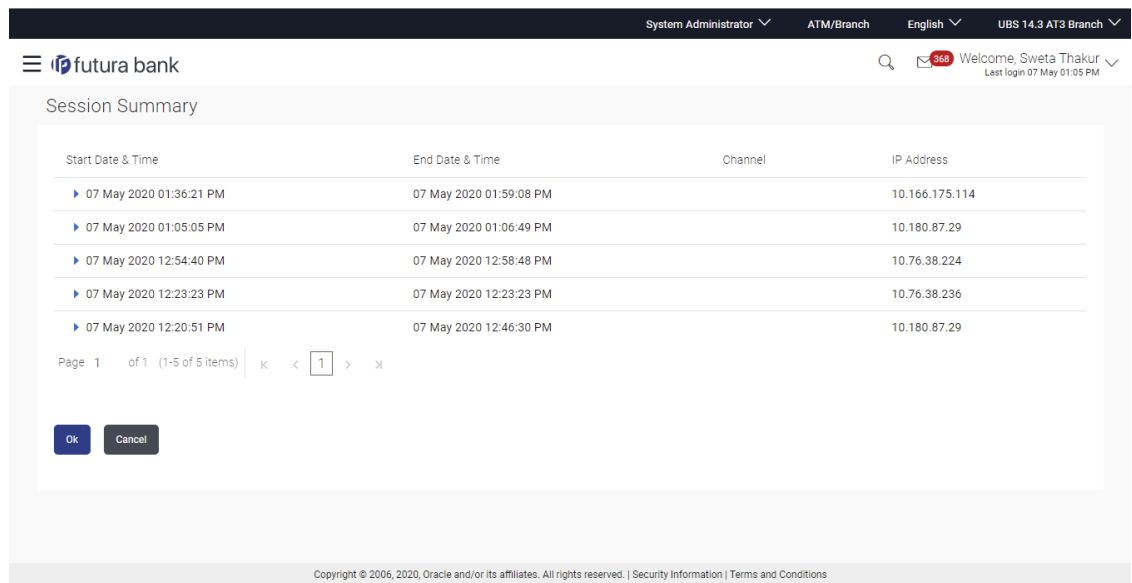 System Administrator ATM/Branch English UBS 14.3 AT3 Branch
futura bank 368 Welcome, Sweta Thakur
Last login 07 May 01:05 PM
Session Summary
Start Date & Time End Date & Time Channel IP Address
07 May 2020 01:36:21 PM 07 May 2020 01:59:08 PM 10.166.175.114
07 May 2020 01:05:05 PM 07 May 2020 01:06:49 PM 10.180.87.29
07 May 2020 12:54:40 PM 07 May 2020 12:58:48 PM 10.76.38.224
07 May 2020 12:23:23 PM 07 May 2020 12:23:23 PM 10.76.38.236
07 May 2020 12:20:51 PM 07 May 2020 12:46:30 PM 10.180.87.29
Page 1 of 1 (1-5 of 5 items) 1
Ok Cancel
Copyright © 2006, 2020, Oracle and/or its affiliates. All rights reserved. | Security Information | Terms and Conditions